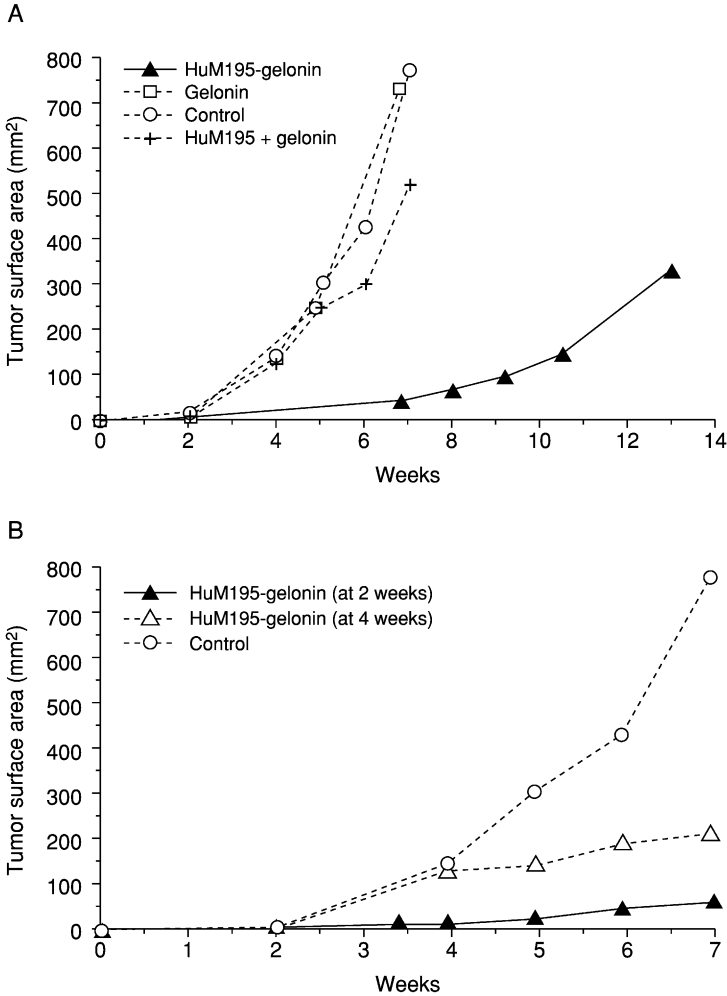 A
800
700
600
500
400
300
200
100
0
Tumor surface area (mm2)
HuM195-gelonin
Gelonin
Control
HuM195 + gelonin
0 2 4 6 8 10 12 14
Weeks
B
800
700
600
500
400
300
200
100
0
Tumor surface area (mm2)
HuM195-gelonin (at 2 weeks)
HuM195-gelonin (at 4 weeks)
Control
0 1 2 3 4 5 6 7
Weeks